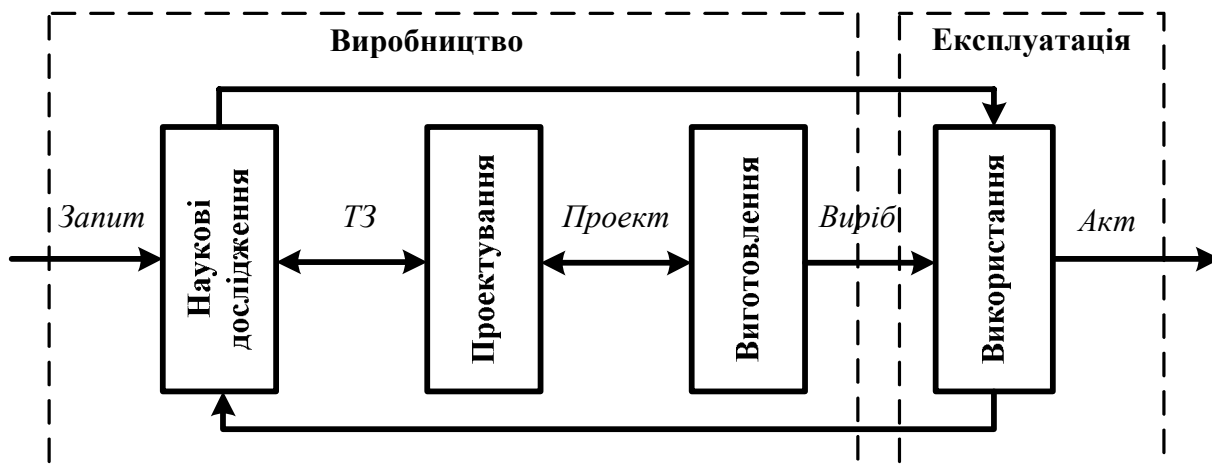 Виробництво
Експлуатація
Запит
Наукові
дослідження
ТЗ
Проектування
Проект
Виготовлення
Виріб
Використання
Акт